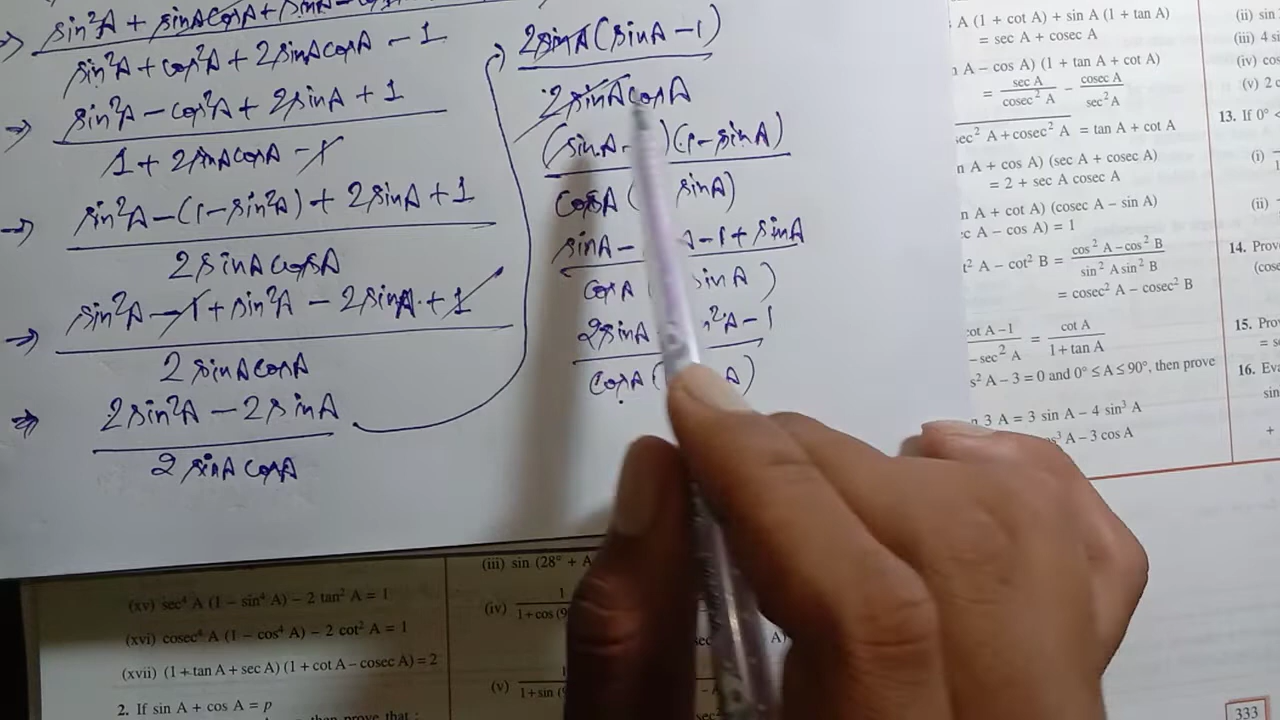 sin²A + sinAcosA + sinA
sin²A + cos²A + 2sinAcosA - 1
⇒ sin²A - cos²A + 2sinA + 1
1 + 2sinAcosA - 1
⇒ sin²A - (1 - sin²A) + 2sinA + 1
2sinAcosA
⇒ sin²A - 1 + sin²A - 2sinA + 1
2sinAcosA
⇒ 2sin²A - 2sinA
2sinAcosA
2sinA(sinA - 1)
2sinAcosA
(sinA - )(1 - sinA)
cosA ( sinA)
sinA - A - 1 + sinA
cosA ( sinA )
2sinA ²A - 1
cosA ( A)
A (1 + cot A) + sin A (1 + tan A)
= sec A + cosec A
A − cos A) (1 + tan A + cot A)
= sec A / cosec² A − cosec A / sec² A
sec² A + cosec² A = tan A + cot A
n A + cos A) (sec A + cosec A)
= 2 + sec A cosec A
n A + cot A) (cosec A − sin A)
c A − cos A) = 1
t² A − cot² B = cos² A − cos² B / sin² A sin² B
= cosec² A − cosec² B
cot A − 1 / − sec² A = cot A / 1 + tan A
s² A − 3 = 0 and 0° ≤ A ≤ 90°, then prove
3 A = 3 sin A − 4 sin³ A
s³ A − 3 cos A
(ii) sin
(iii) 4 si
(iv) cos
(v) 2 c
13. If 0° <
(i)
(ii)
14. Prov
(cose
15. Prov
= se
16. Eva
sin
+
(xv) sec⁴ A (1 − sin⁴ A) − 2 tan² A = 1
(xvi) cosec⁴ A (1 − cos⁴ A) − 2 cot² A = 1
(xvii) (1 + tan A + sec A) (1 + cot A − cosec A) = 2
2. If sin A + cos A = p
then prove that :
(iii) sin (28° + A
(iv) 1 / 1 + cos (9
(v) 1 / 1 + sin (9
sec
A)
333